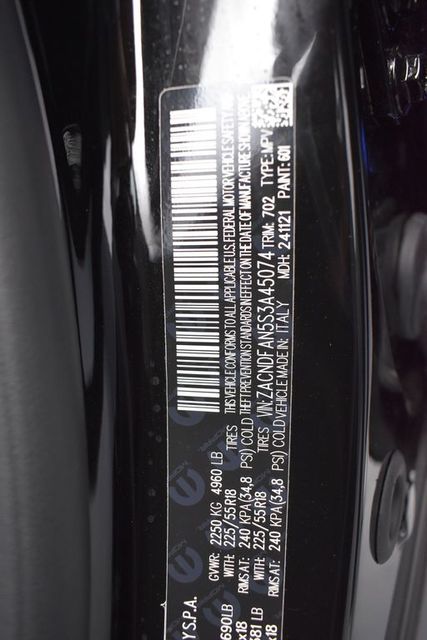 Y S.P.A.
THIS VEHICLE CONFORMS TO ALL APPLICABLE U.S. FEDERAL MOTOR VEHICLE SAFETY AND
THEFT PREVENTION STANDARDS IN EFFECT ON THE DATE OF MANUFACTURE SHOWN ABOVE.
GVWR: 2250 KG 4960 LB
WITH: 225/55R18 TIRES
RIMS AT: 240 KPA(34,8 PSI) COLD
VIN: ZACNDFAN5S3A45074 TRIM: 702 TYPE: MPV
690LB
WITH: 225/55R18 TIRES
RIMS AT: 240 KPA(34,8 PSI) COLD VEHICLE MADE IN: ITALY MDH: 241121 PAINT: 601
x18
81 LB
x18